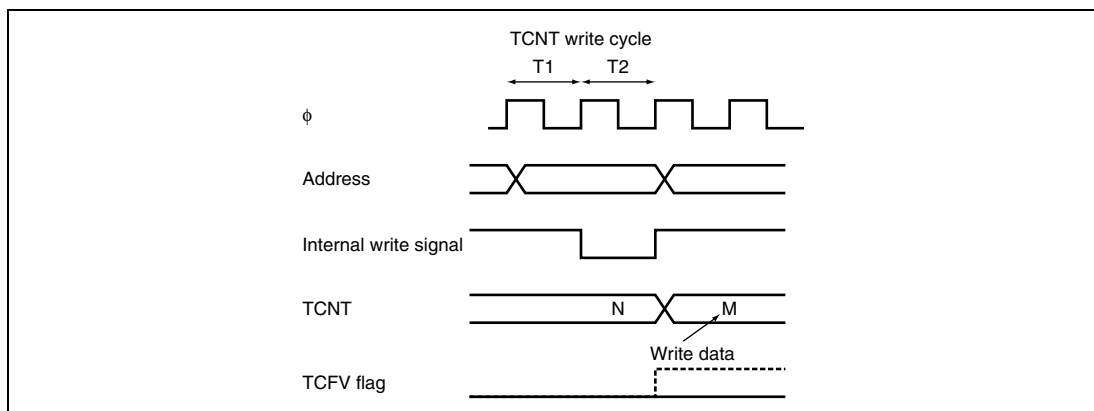 TCNT write cycle
T1 T2
ϕ
Address
Internal write signal
TCNT N M
Write data
TCFV flag